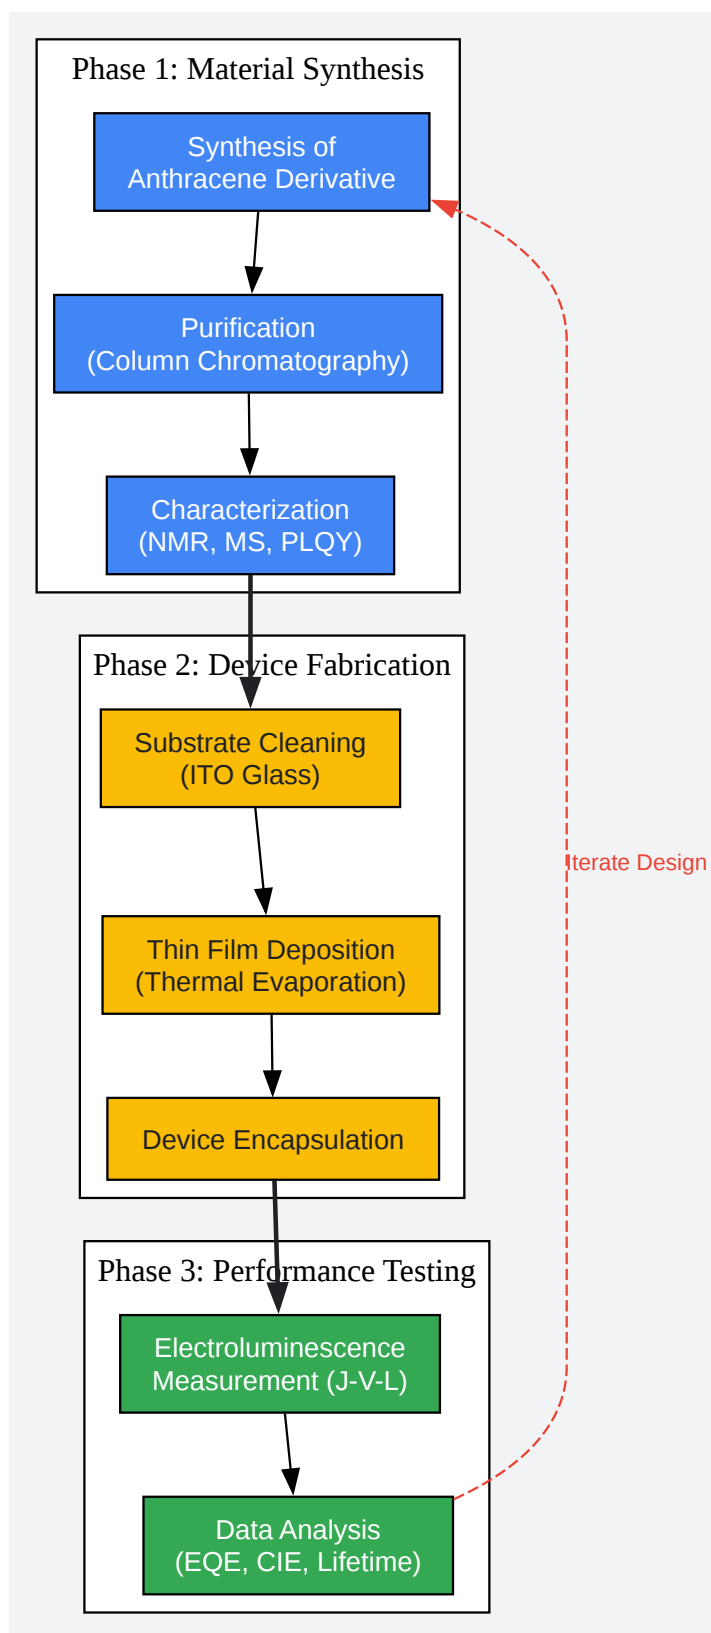 Phase 1: Material Synthesis
Synthesis of
Anthracene Derivative
Purification
(Column Chromatography)
Characterization
(NMR, MS, PLQY)
Phase 2: Device Fabrication
Substrate Cleaning
(ITO Glass)
Iterate Design
Thin Film Deposition
(Thermal Evaporation)
Device Encapsulation
Phase 3: Performance Testing
Electroluminescence
Measurement (J-V-L)
Data Analysis
(EQE, CIE, Lifetime)